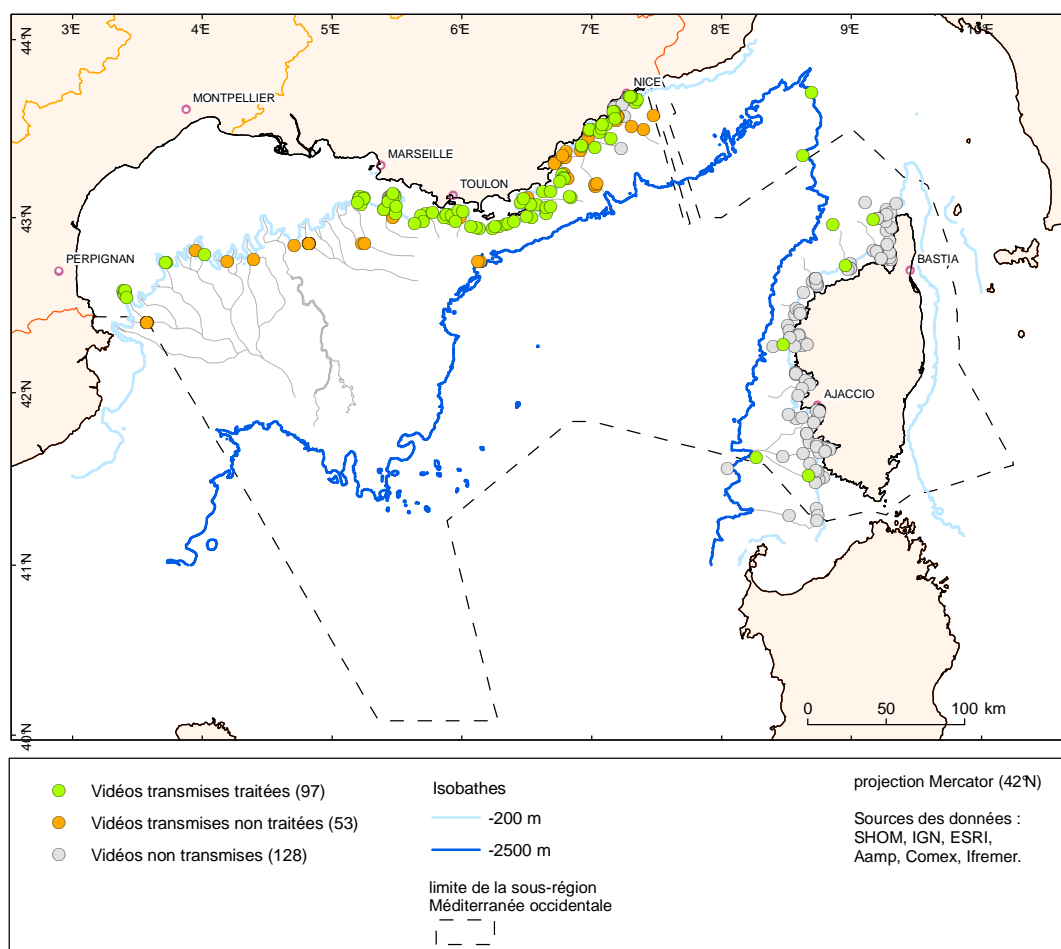 3°E 4°E 5°E 6°E 7°E 8°E 9°E 10°E
44°N
NICE
MONTPELLIER
MARSEILLE
TOULON
43°N
PERPIGNAN
BASTIA
42°N
AJACCIO
41°N
0 50 100 km
40°N
Vidéos transmises traitées (97)
Vidéos transmises non traitées (53)
Vidéos non transmises (128)
Isobathes
-200 m
-2500 m
limite de la sous-région
Méditerranée occidentale
projection Mercator (42°N)
Sources des données :
SHOM, IGN, ESRI,
Aamp, Comex, Ifremer.